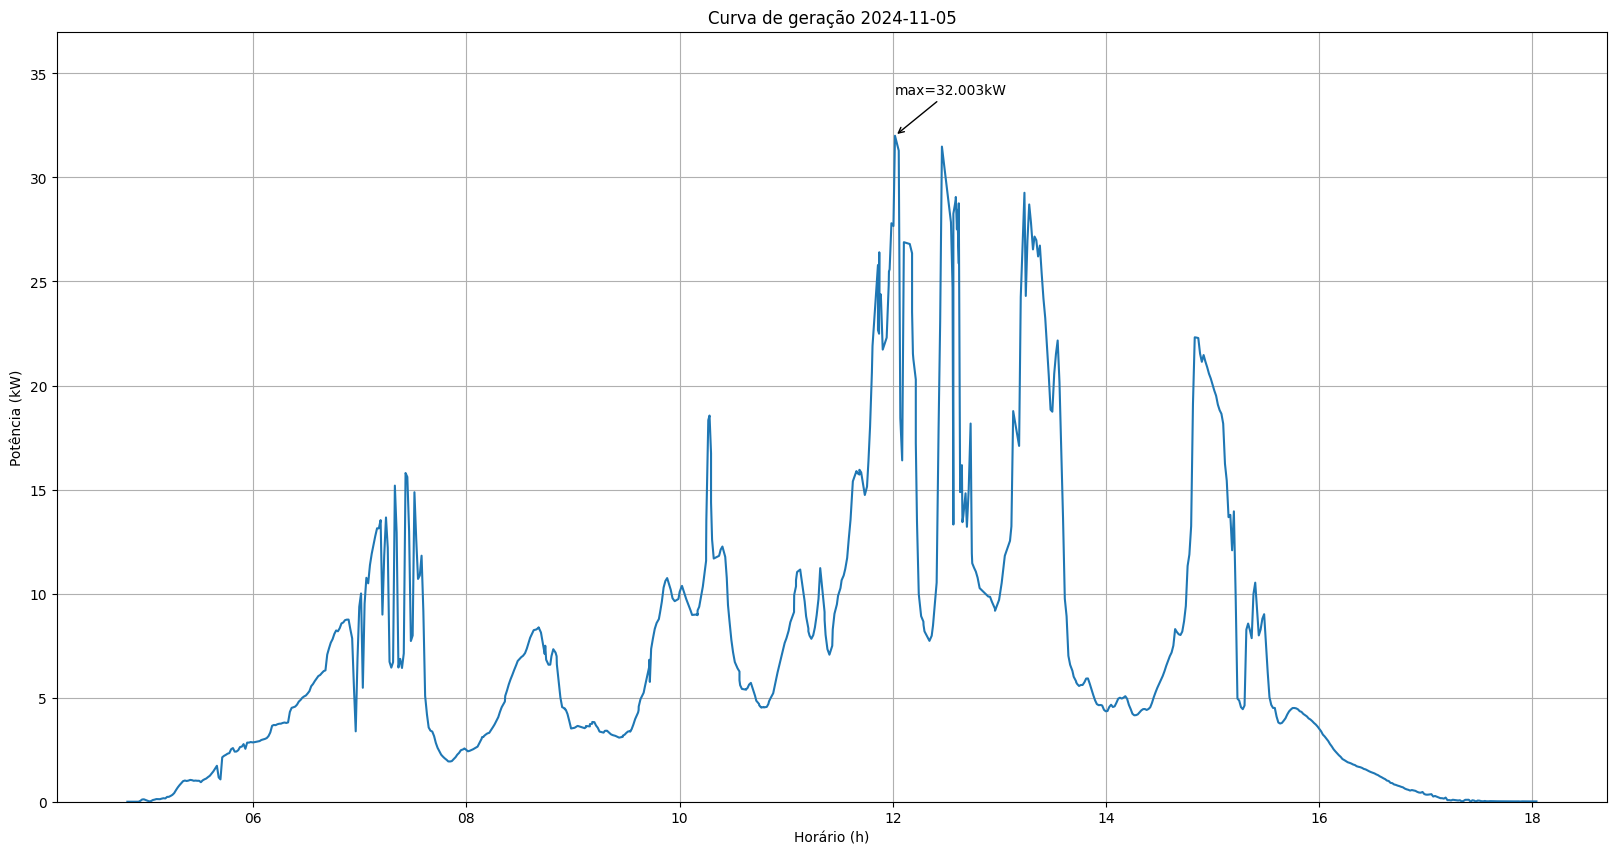 Curva de geração 2024-11-05
max=32.003kW
Potência (kW)
35
30
25
20
15
10
5
0
06 08 10 12 14 16 18
Horário (h)